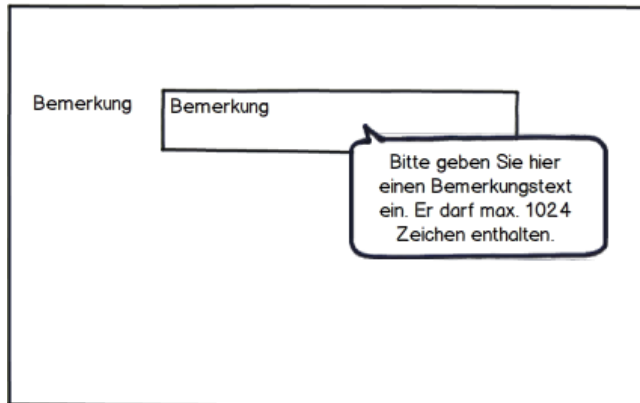 Bemerkung
Bemerkung
Bitte geben Sie hier
einen Bemerkungstext
ein. Er darf max. 1024
Zeichen enthalten.